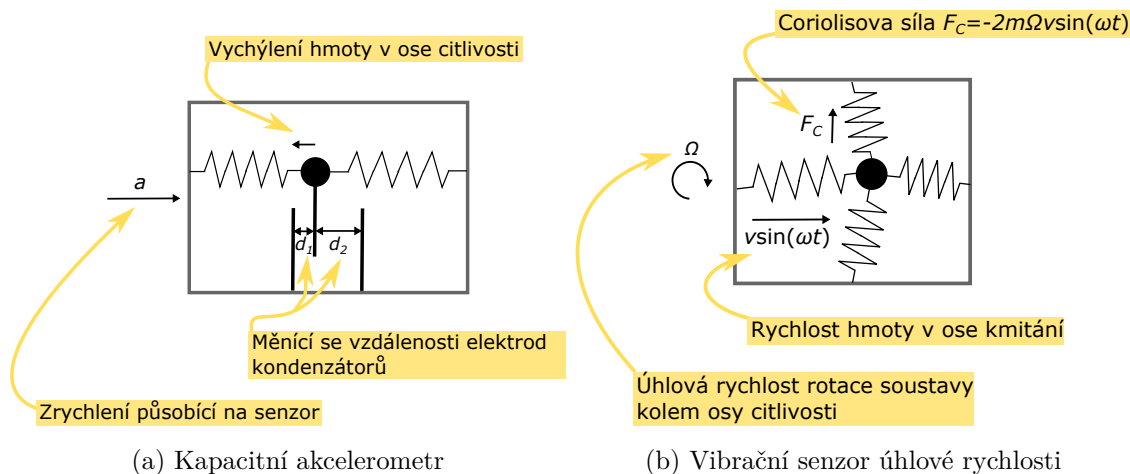 Vychýlení hmoty v ose citlivosti
a
d₁ d₂
Měnící se vzdálenosti elektrod
kondenzátorů
Zrychlení působící na senzor
(a) Kapacitní akcelerometr
Coriolisova síla F_C=-2mΩvsin(ωt)
F_C
Ω
vsin(ωt)
Rychlost hmoty v ose kmitání
Úhlová rychlost rotace soustavy
kolem osy citlivosti
(b) Vibrační senzor úhlové rychlosti